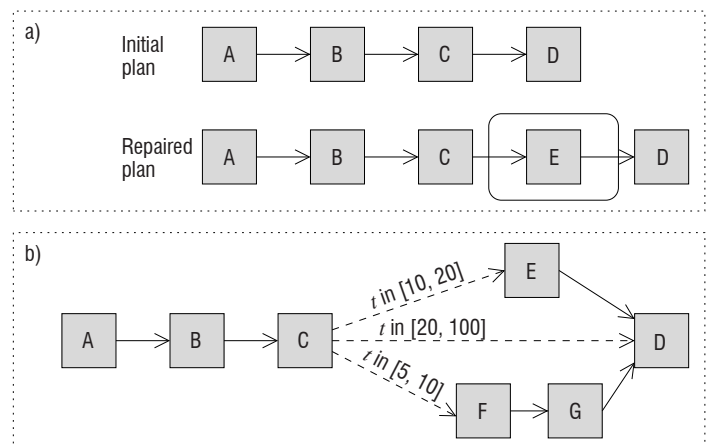 a)
Initial
plan
A
B
C
D
Repaired
plan
A
B
C
E
D
b)
A
B
C
t in [10, 20]
E
t in [20, 100]
D
t in [5, 10]
F
G